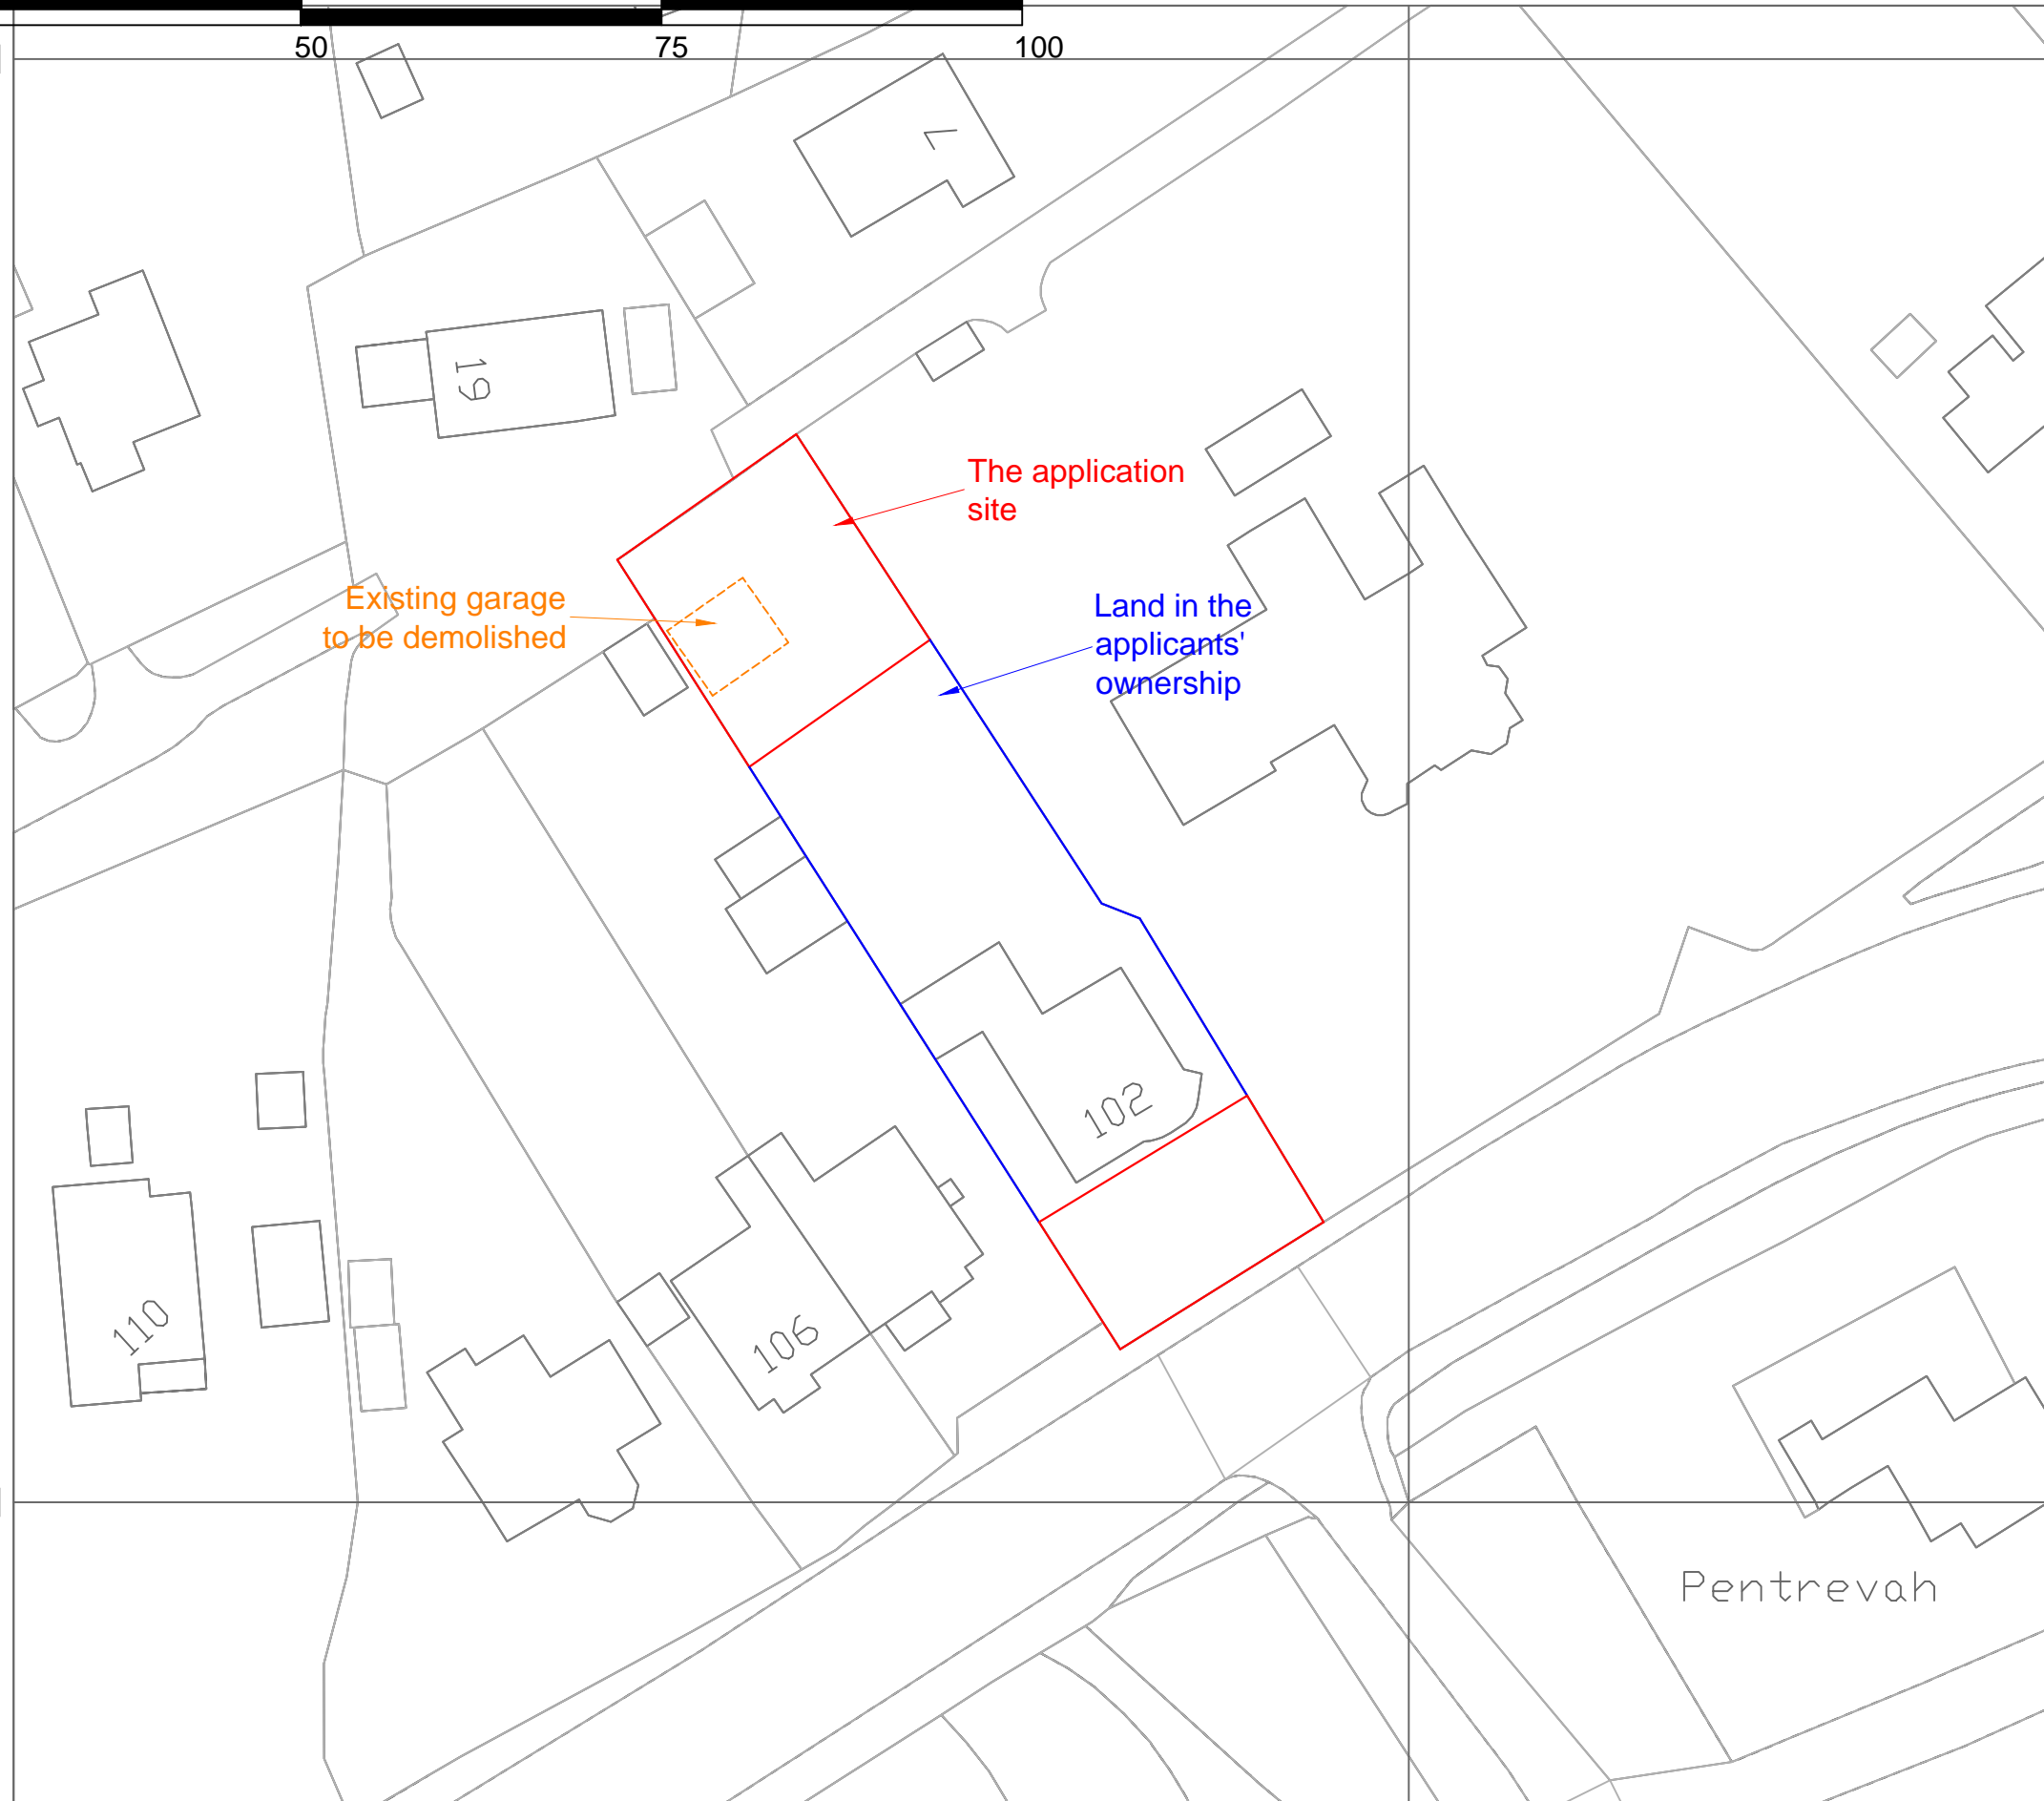 50
75
100
7
19
The application
site
Existing garage
to be demolished
Land in the
applicants'
ownership
102
110
106
Pentrevah